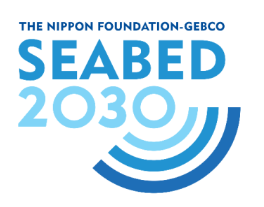 THE NIPPON FOUNDATION-GEBCO
SEABED
2030